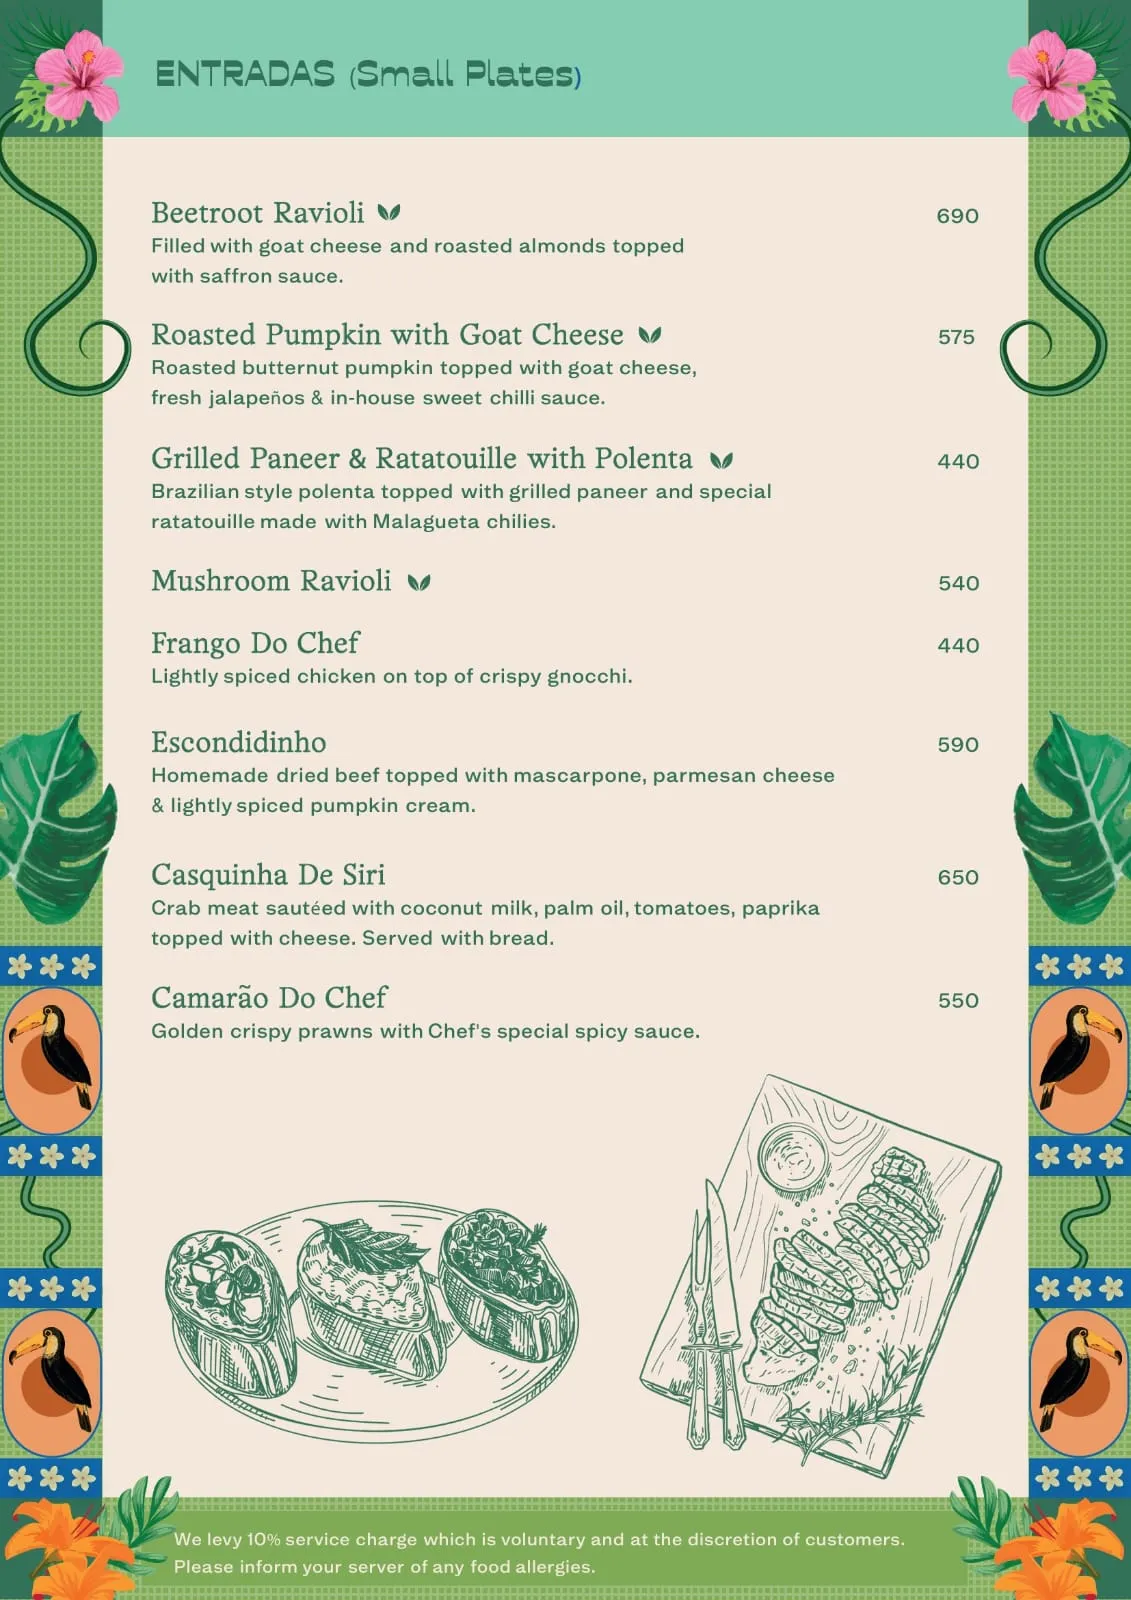 ENTRADAS (Small Plates)
Beetroot Ravioli 690
Filled with goat cheese and roasted almonds topped
with saffron sauce.
Roasted Pumpkin with Goat Cheese 575
Roasted butternut pumpkin topped with goat cheese,
fresh jalapeños & in-house sweet chilli sauce.
Grilled Paneer & Ratatouille with Polenta 440
Brazilian style polenta topped with grilled paneer and special
ratatouille made with Malagueta chilies.
Mushroom Ravioli 540
Frango Do Chef 440
Lightly spiced chicken on top of crispy gnocchi.
Escondidinho 590
Homemade dried beef topped with mascarpone, parmesan cheese
& lightly spiced pumpkin cream.
Casquinha De Siri 650
Crab meat sautéed with coconut milk, palm oil, tomatoes, paprika
topped with cheese. Served with bread.
Camarão Do Chef 550
Golden crispy prawns with Chef's special spicy sauce.
We levy 10% service charge which is voluntary and at the discretion of customers.
Please inform your server of any food allergies.